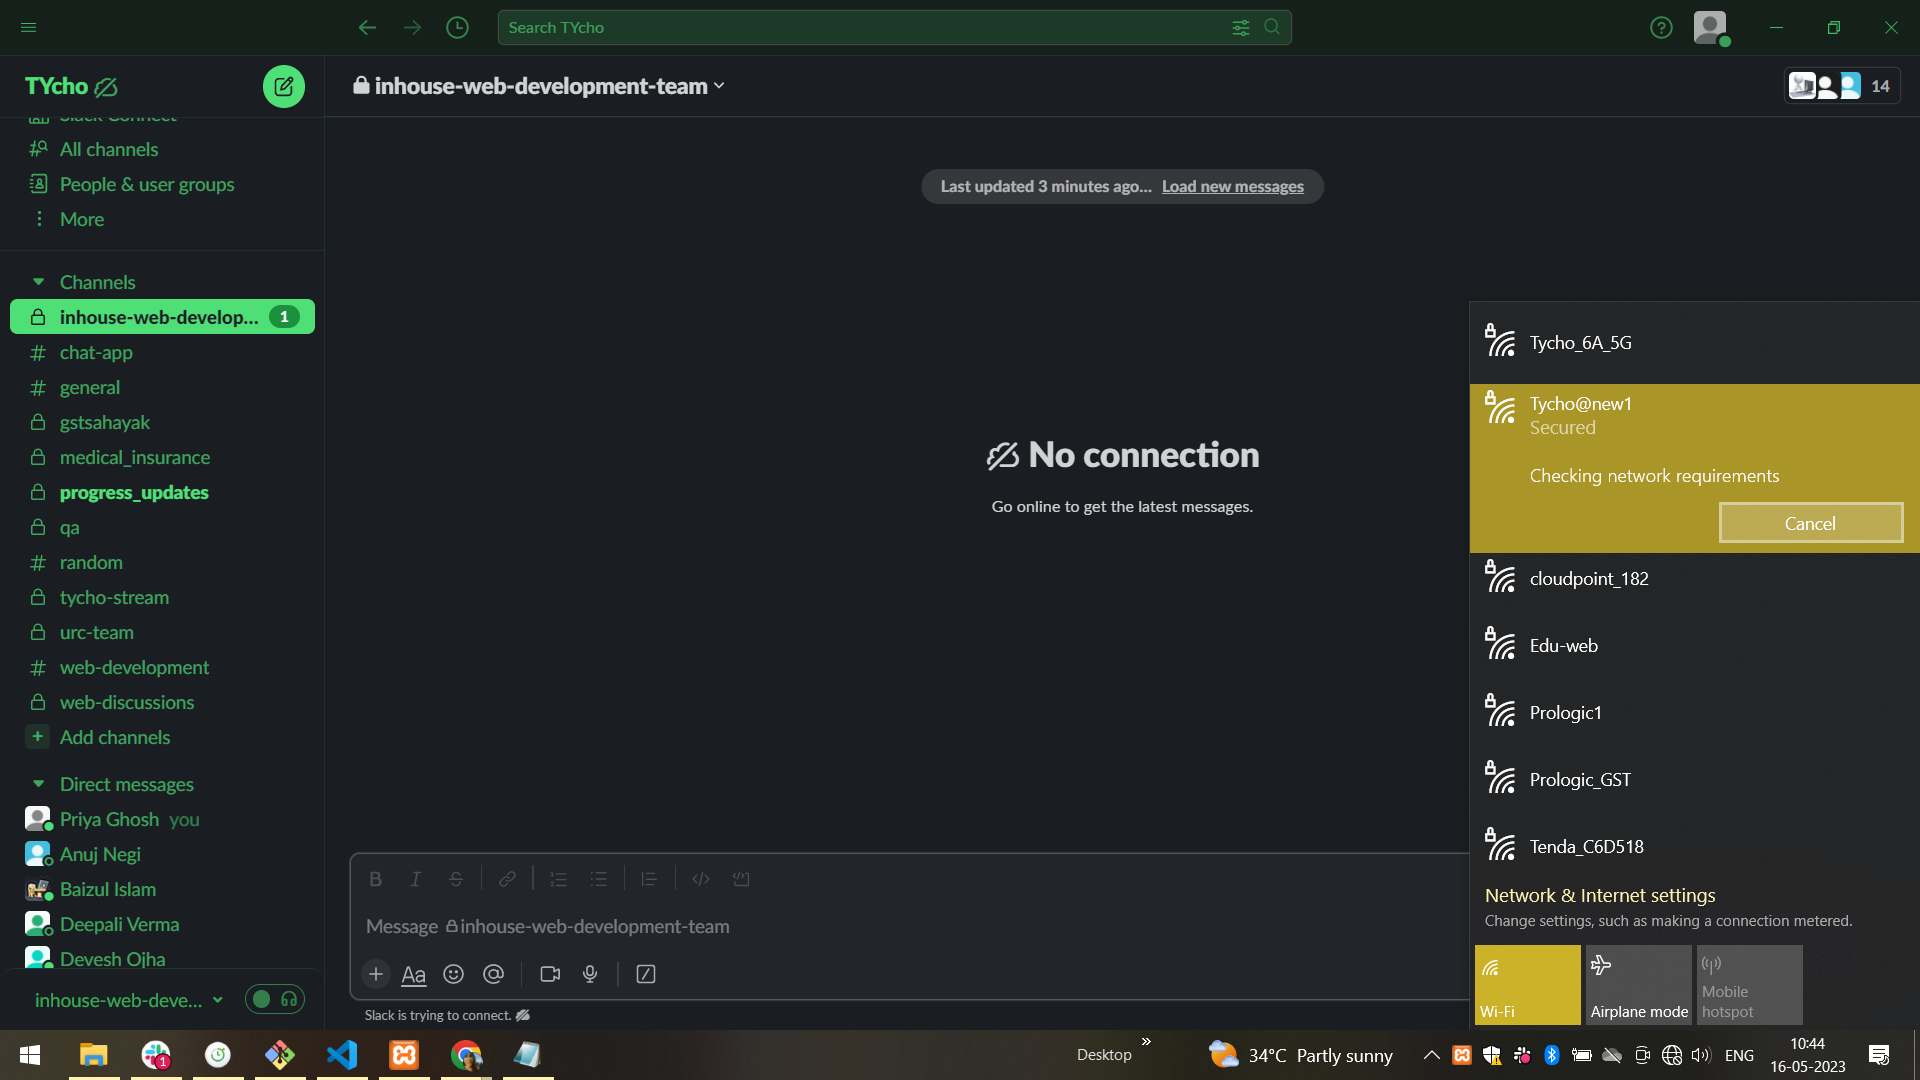 Search TYcho
TYcho
inhouse-web-development-team
14
Slack Connect
All channels
People & user groups
More
Last updated 3 minutes ago... Load new messages
Channels
inhouse-web-develop... 1
chat-app
general
gstsahayak
medical_insurance
progress_updates
qa
random
tycho-stream
urc-team
web-development
web-discussions
Add channels
Direct messages
Priya Ghosh you
Anuj Negi
Baizul Islam
Deepali Verma
Devesh Ojha
inhouse-web-deve...
No connection
Go online to get the latest messages.
Message inhouse-web-development-team
Aa
Slack is trying to connect.
Tycho_6A_5G
Tycho@new1
Secured
Checking network requirements
Cancel
cloudpoint_182
Edu-web
Prologic1
Prologic_GST
Tenda_C6D518
Network & Internet settings
Change settings, such as making a connection metered.
Wi-Fi
Airplane mode
Mobile
hotspot
1
Desktop
34°C Partly sunny
ENG
10:44
16-05-2023